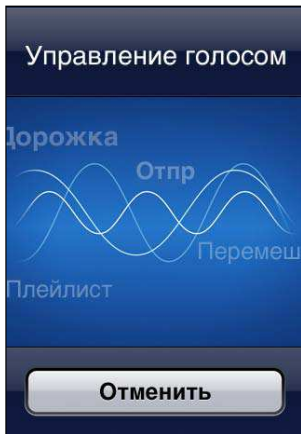 Управление голосом
Дорожка
Отпр
Перемеш
Плейлист
Отменить